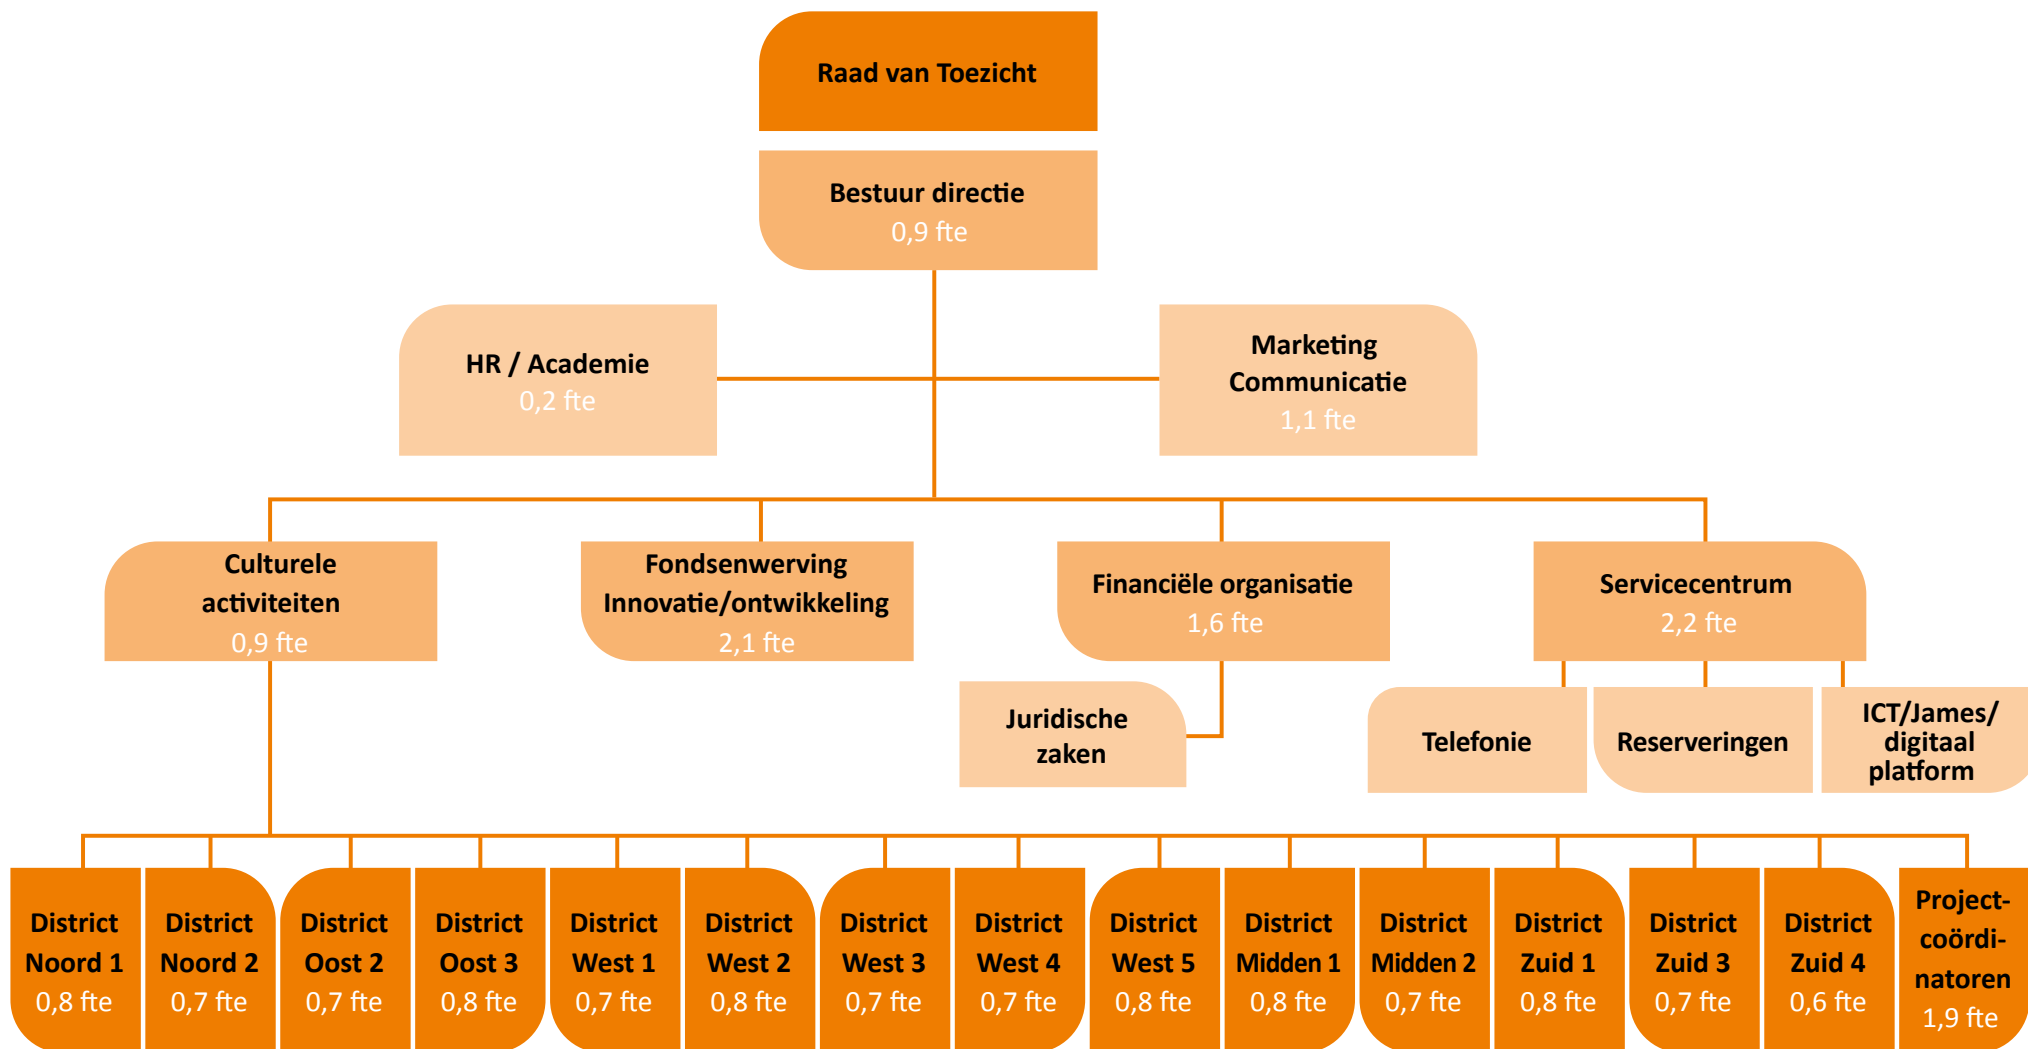 Raad van Toezicht
Bestuur directie
0,9 fte
HR / Academie
0,2 fte
Marketing
Communicatie
1,1 fte
Culturele
activiteiten
0,9 fte
Fondsenwerving
Innovatie/ontwikkeling
2,1 fte
Financiële organisatie
1,6 fte
Servicecentrum
2,2 fte
Juridische
zaken
Telefonie
Reserveringen
ICT/James/
digitaal
platform
District
Noord 1
0,8 fte
District
Noord 2
0,7 fte
District
Oost 2
0,7 fte
District
Oost 3
0,8 fte
District
West 1
0,7 fte
District
West 2
0,8 fte
District
West 3
0,7 fte
District
West 4
0,7 fte
District
West 5
0,8 fte
District
Midden 1
0,8 fte
District
Midden 2
0,7 fte
District
Zuid 1
0,8 fte
District
Zuid 3
0,7 fte
District
Zuid 4
0,6 fte
Project-
coördi-
natoren
1,9 fte